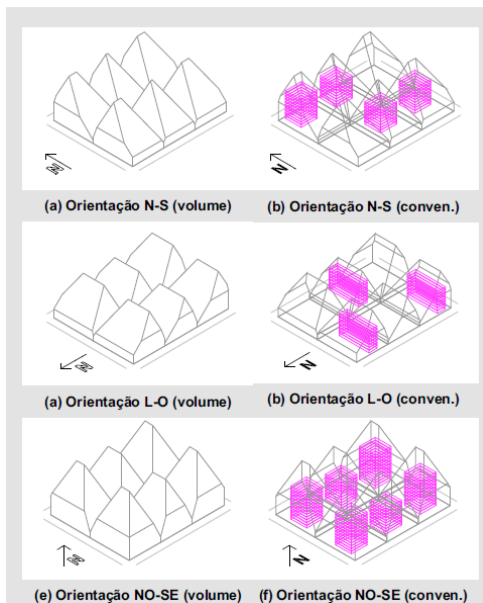 N
N
(a) Orientação N-S (volume)
(b) Orientação N-S (conven.)
N
N
(a) Orientação L-O (volume)
(b) Orientação L-O (conven.)
N
N
(e) Orientação NO-SE (volume)
(f) Orientação NO-SE (conven.)